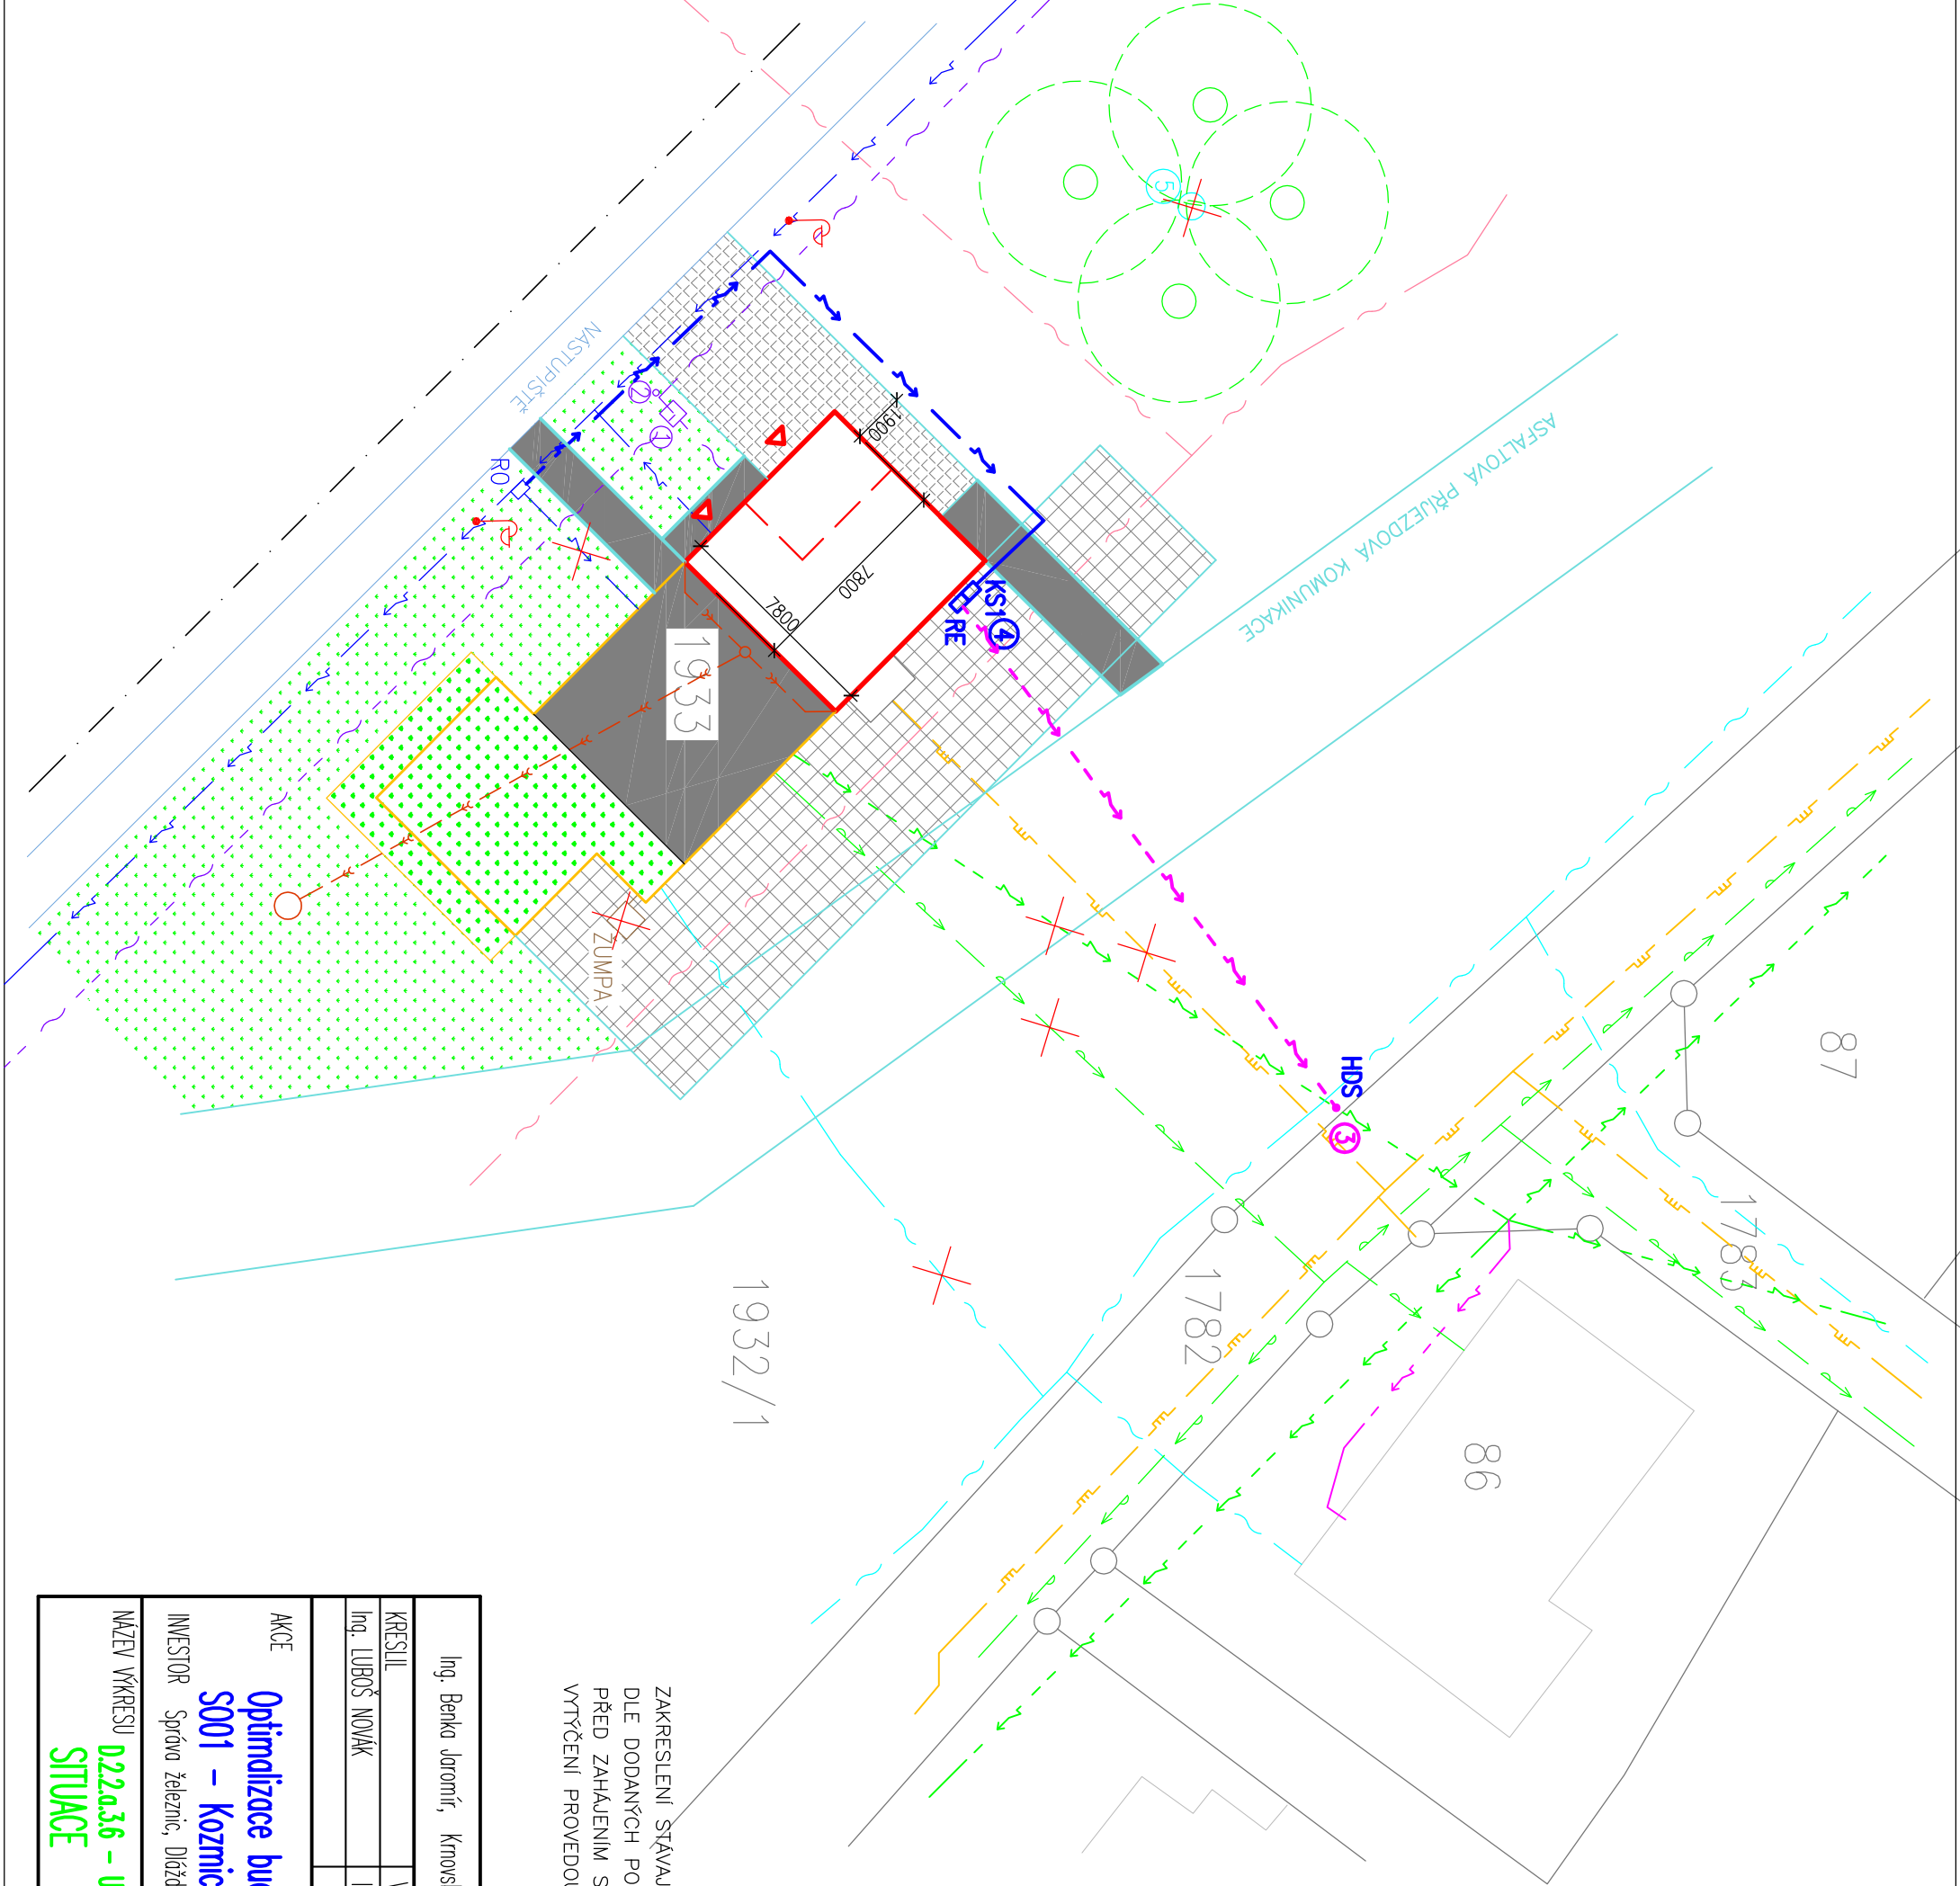 NÁSTUPIŠTĚ
ASFALTOVÁ PŘÍJEZDOVÁ KOMUNIKACE
5
2
1
R0
1900
7800
7800
KS1 4
RE
1933
ŽUMPA
HDS
3
87
1783
1782
86
1932/1
ZAKRESLENÍ STÁVAJ
DLE DODANÝCH PO
PŘED ZAHÁJENÍM S
VYTÝČENÍ PROVEDOU
Ing. Benka Jaromír, Krnovs
KRESLIL
Ing. LUBOŠ NOVÁK
AKCE Optimalizace bu
SO01 - Kozmic
INVESTOR Správa železnic, Dlážd
NÁZEV VÝKRESU D.2.2.a.3.6 -
SITUACE